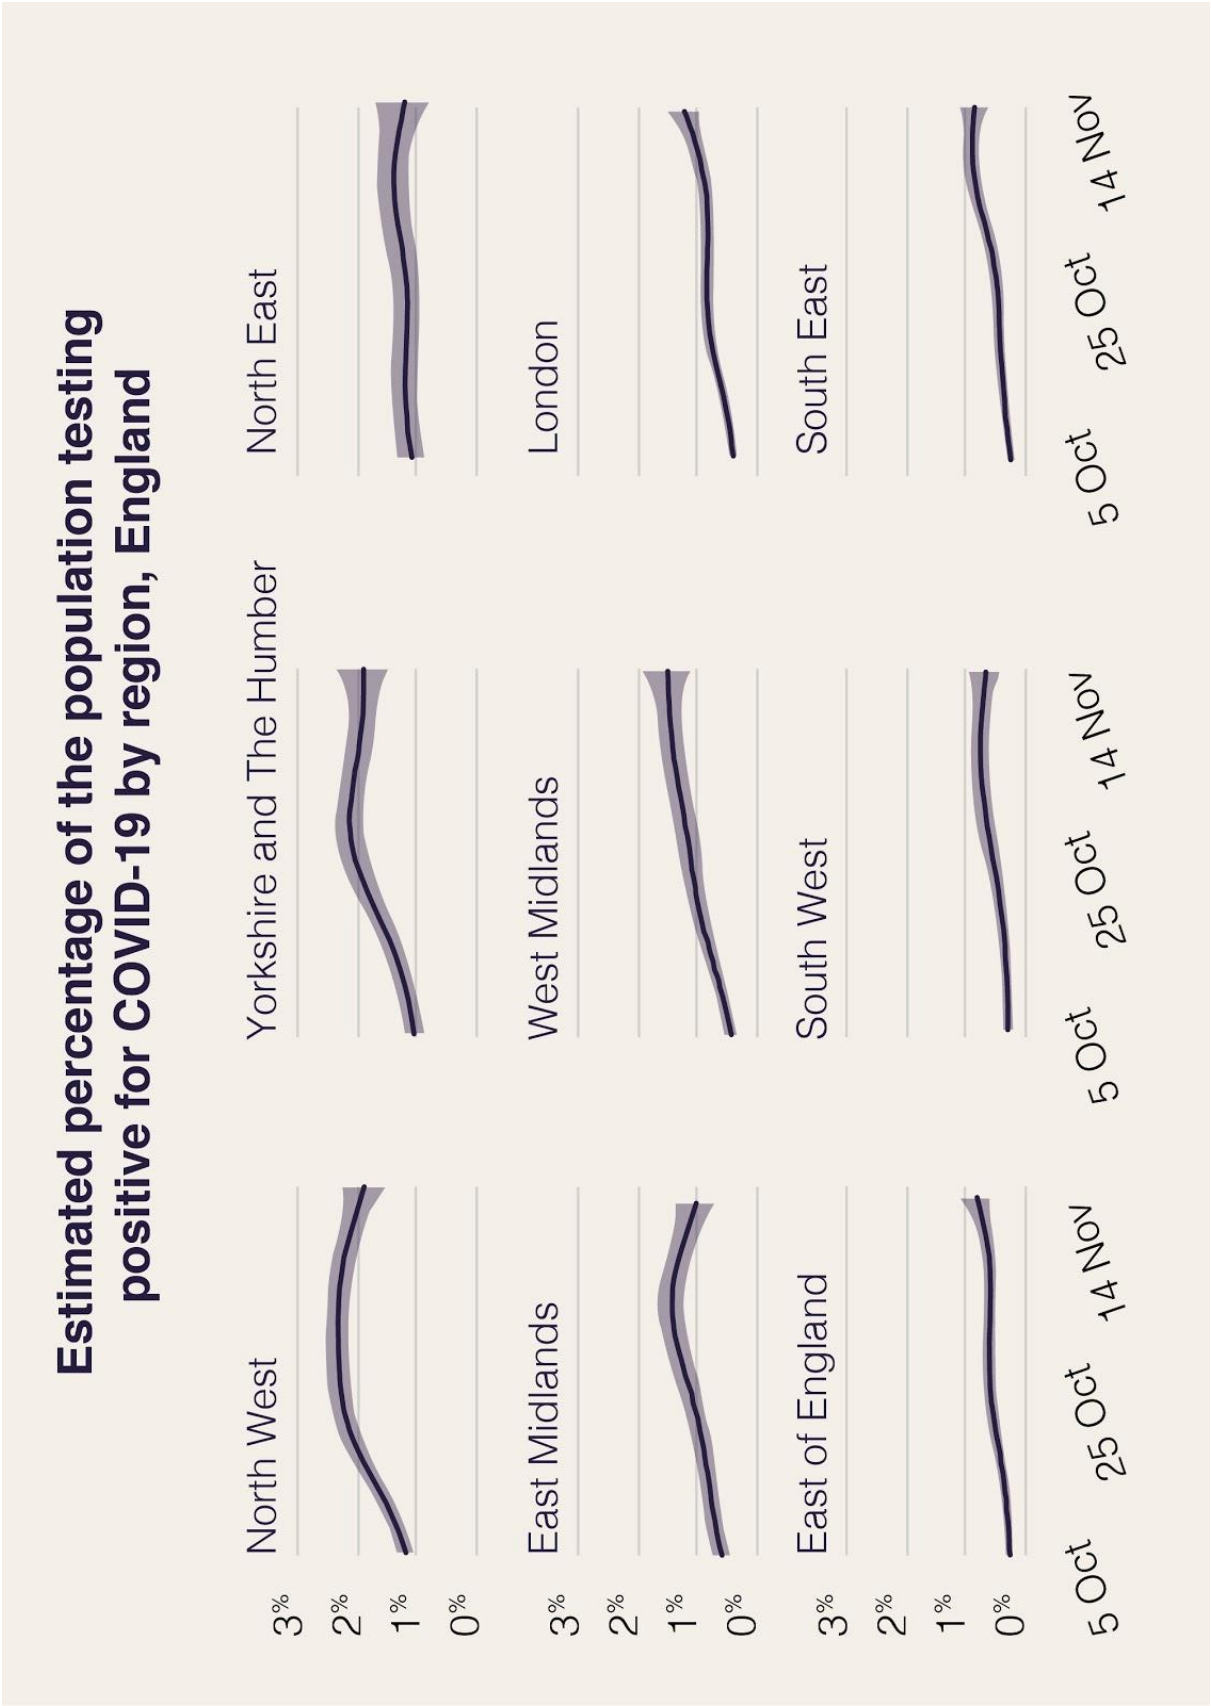 Estimated percentage of the population testing
positive for COVID-19 by region, England
North West
Yorkshire and The Humber
North East
3%
2%
1%
0%
East Midlands
West Midlands
London
3%
2%
1%
0%
East of England
South West
South East
3%
2%
1%
0%
5 Oct
25 Oct
14 Nov
5 Oct
25 Oct
14 Nov
5 Oct
25 Oct
14 Nov